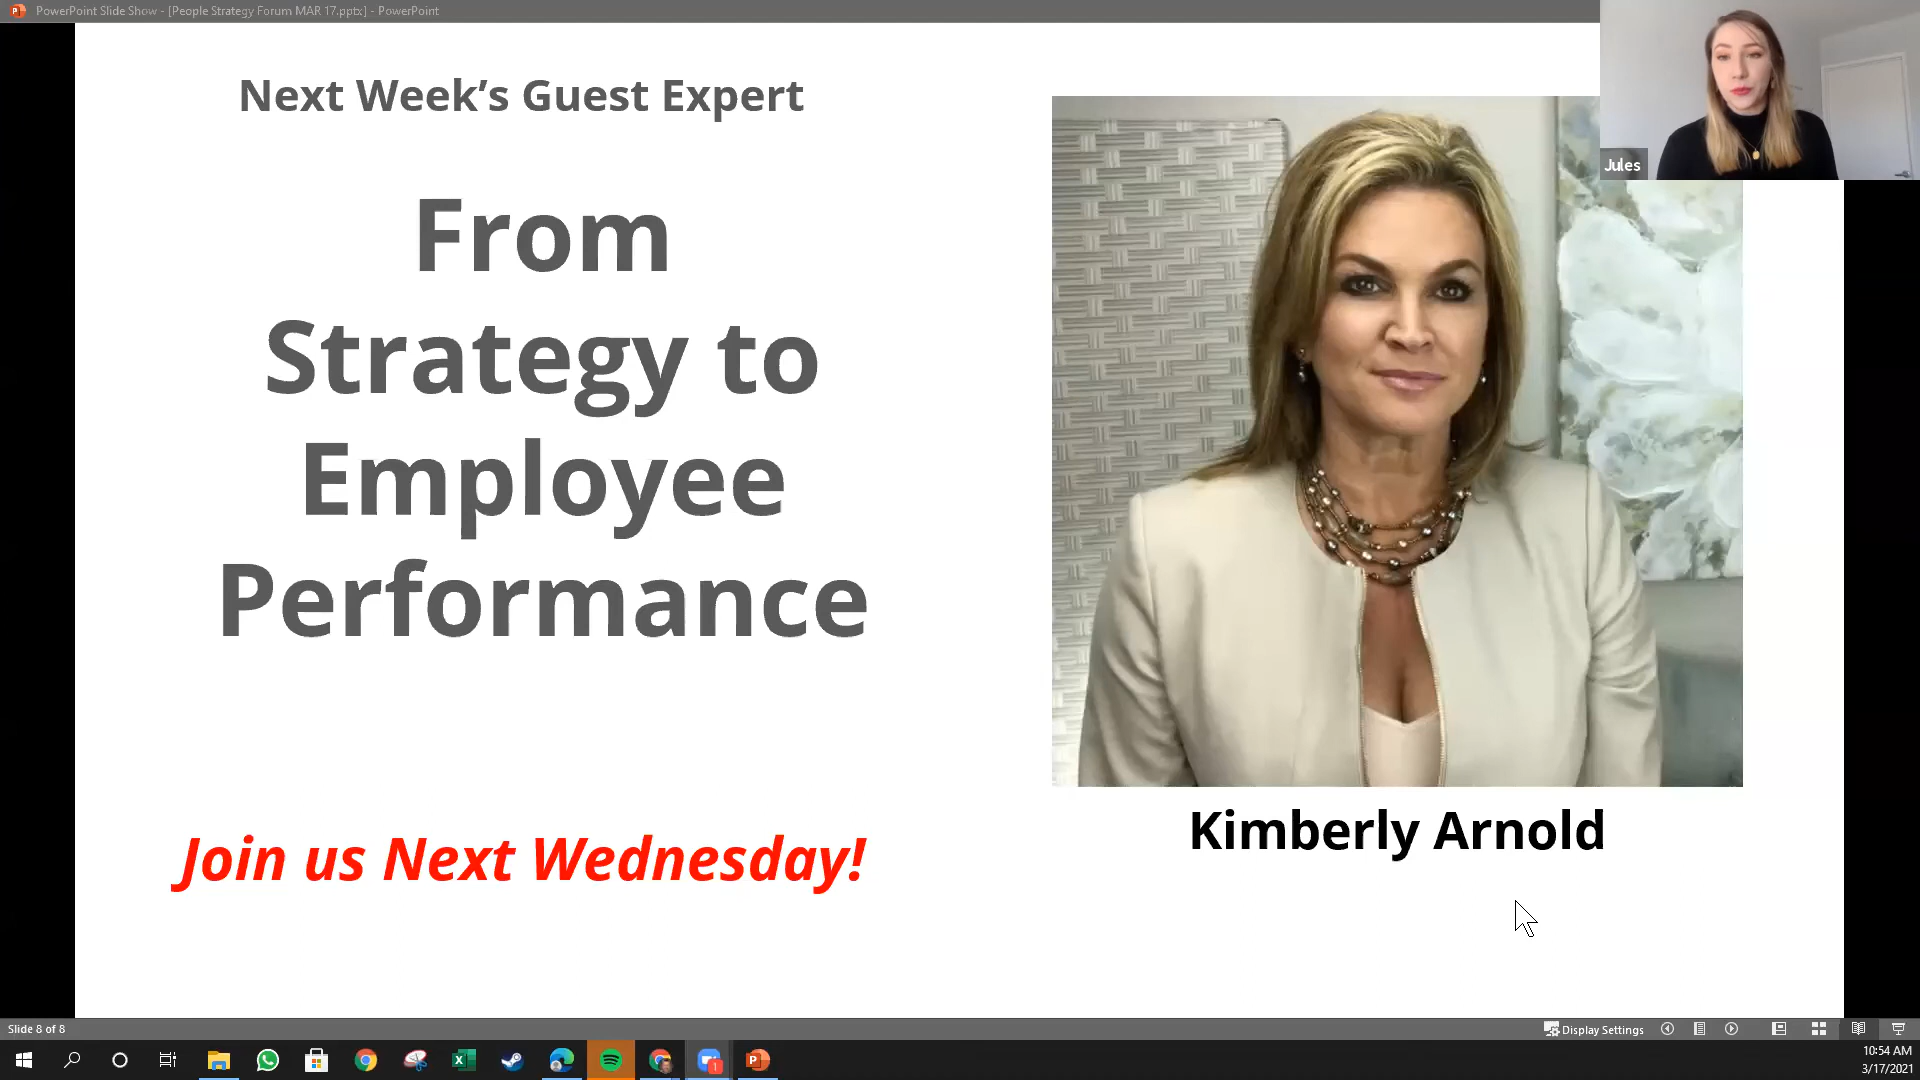 PowerPoint Slide Show - [People Strategy Forum MAR 17.pptx] - PowerPoint
Jules
Next Week’s Guest Expert
From
Strategy to
Employee
Performance
Join us Next Wednesday!
Kimberly Arnold
Slide 8 of 8
Display Settings
10:54 AM
3/17/2021